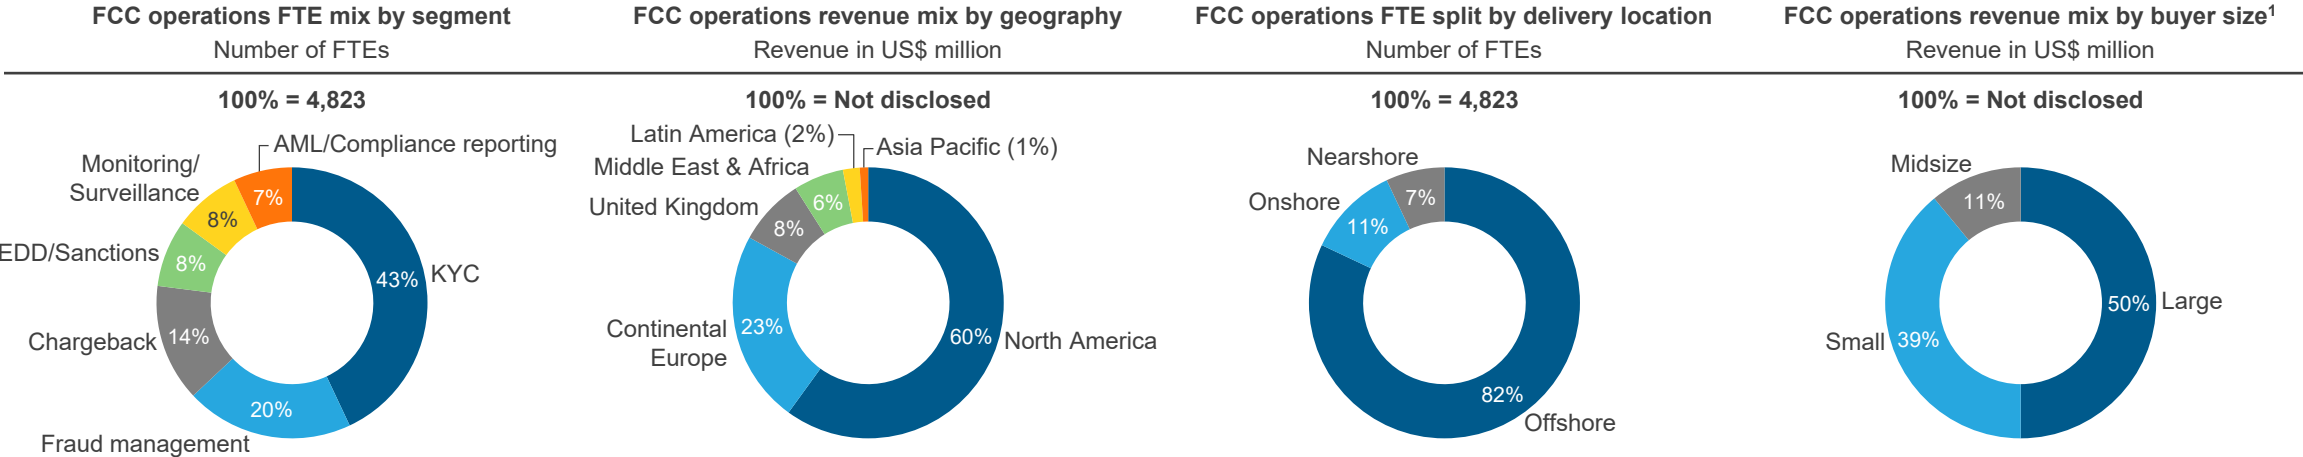 FCC operations FTE mix by segment
Number of FTEs
100% = 4,823
AML/Compliance reporting
Monitoring/
Surveillance
7%
8%
EDD/Sanctions
8%
43%
KYC
Chargeback
14%
20%
Fraud management
FCC operations revenue mix by geography
Revenue in US$ million
100% = Not disclosed
Latin America (2%)
Asia Pacific (1%)
Middle East & Africa
6%
United Kingdom
8%
Continental
Europe
23%
60%
North America
FCC operations FTE split by delivery location
Number of FTEs
100% = 4,823
Nearshore
7%
Onshore
11%
82%
Offshore
FCC operations revenue mix by buyer size¹
Revenue in US$ million
100% = Not disclosed
Midsize
11%
50%
Large
Small
39%